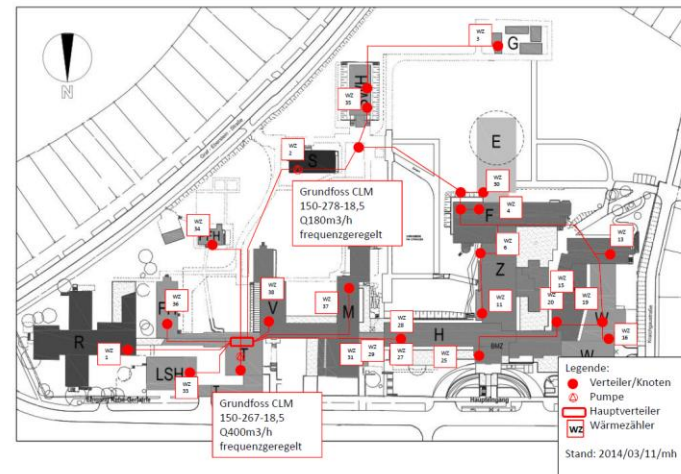 WZ
3
G
WZ
33
E
WZ
2
S
WZ
30
Grundfoss CLM
150-278-18,5
Q180m3/h
frequenzgeregelt
F
WZ
4
WZ
34
WZ
6
WZ
13
Z
WZ
36
WZ
38
V
WZ
37
M
WZ
11
WZ
15
WZ
20
WZ
19
W
R
WZ
1
WZ
28
H
WZ
16
WZ
31
WZ
29
WZ
27
WZ
25
BMZ
W
LSH
WZ
35
T
Haupteingang
Grundfoss CLM
150-267-18,5
Q400m3/h
frequenzgeregelt
Legende:
Verteiler/Knoten
Pumpe
Hauptverteiler
WZ Wärmezähler
Stand: 2014/03/11/mh
N